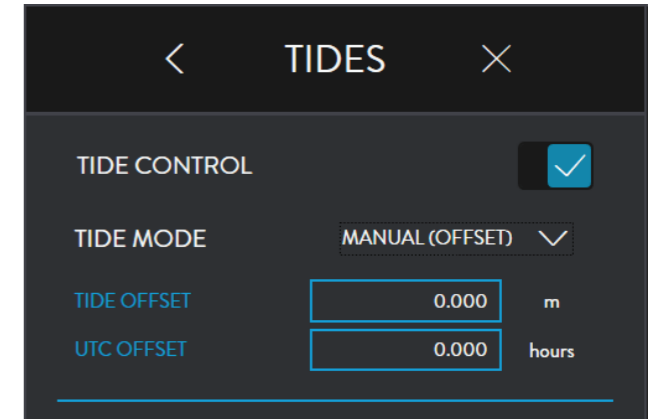 TIDES
TIDE CONTROL
TIDE MODE MANUAL (OFFSET)
TIDE OFFSET 0.000 m
UTC OFFSET 0.000 hours